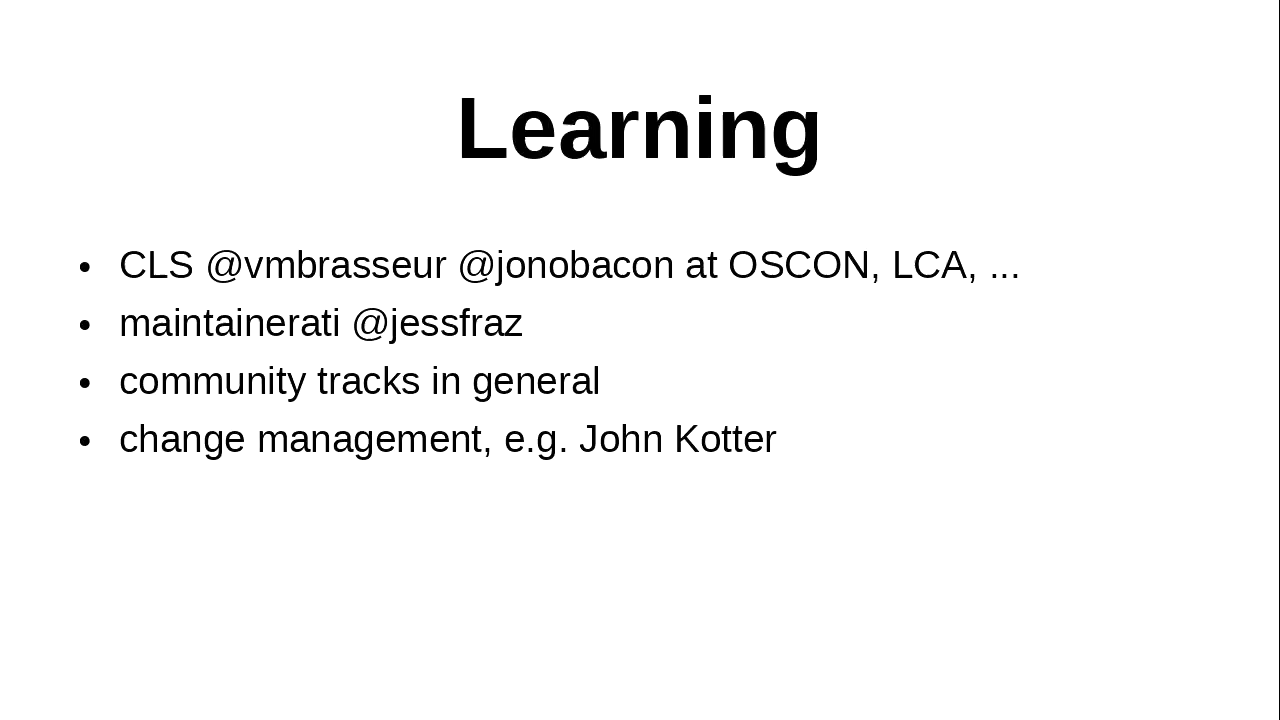 Learning
• CLS @vmbrasseur @jonobacon at OSCON, LCA, ...
• maintainerati @jessfraz
• community tracks in general
• change management, e.g. John Kotter